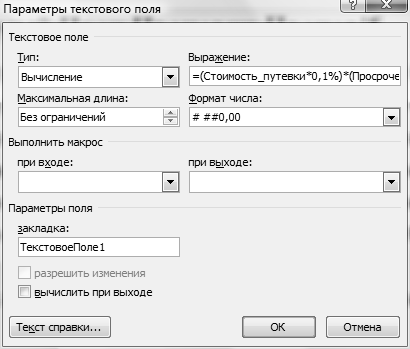 Параметры текстового поля
Текстовое поле
Тип: Выражение:
Вычисление =(Стоимость_путевки*0,1%)*(Просроче
Максимальная длина: Формат числа:
Без ограничений # ##0,00
Выполнить макрос
при входе: при выходе:
Параметры поля
закладка:
ТекстовоеПоле1
разрешить изменения
вычислить при выходе
Текст справки... ОК Отмена